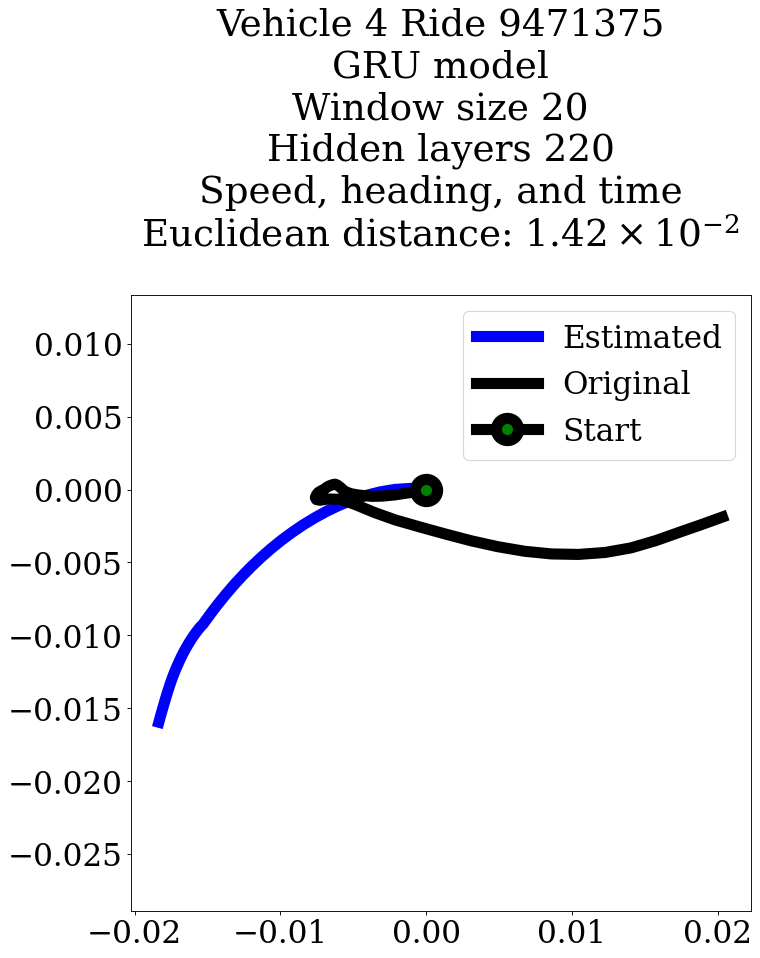 Vehicle 4 Ride 9471375
GRU model
Window size 20
Hidden layers 220
Speed, heading, and time
Euclidean distance: 1.42 × 10⁻²
Estimated
Original
Start
0.010
0.005
0.000
−0.005
−0.010
−0.015
−0.020
−0.025
−0.02 −0.01 0.00 0.01 0.02